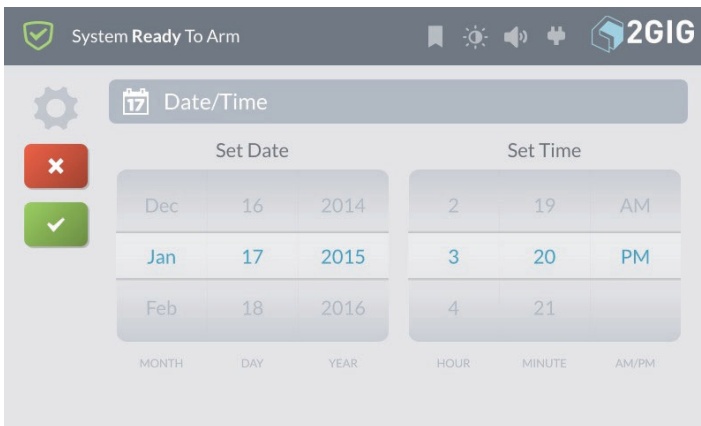 System Ready To Arm
2GIG
17 Date/Time
Set Date Set Time
Dec 16 2014 2 19 AM
Jan 17 2015 3 20 PM
Feb 18 2016 4 21
MONTH DAY YEAR HOUR MINUTE AM/PM